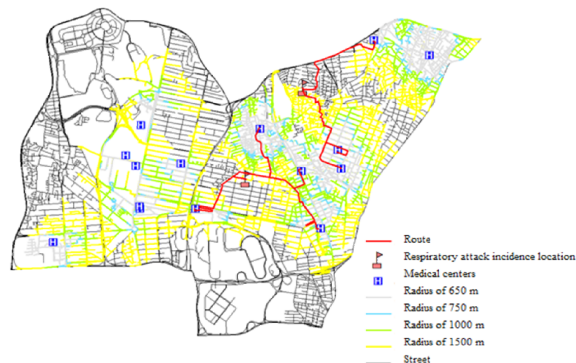 H
H
H
H
H
H
H
H
H
H
H
H
H
H
Route
Respiratory attack incidence location
H Medical centers
Radius of 650 m
Radius of 750 m
Radius of 1000 m
Radius of 1500 m
Street